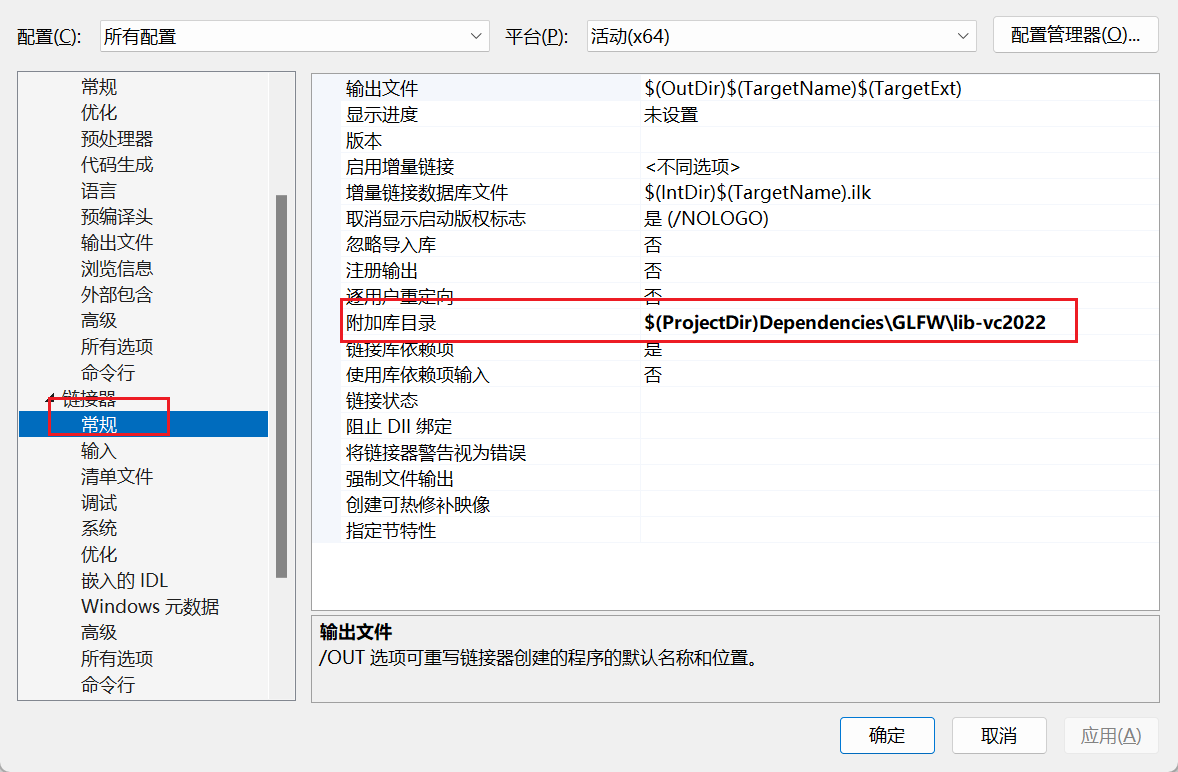 配置(C): 所有配置 平台(P): 活动(x64) 配置管理器(O)...
常规
优化
预处理器
代码生成
语言
预编译头
输出文件
浏览信息
外部包含
高级
所有选项
命令行
链接器
常规
输入
清单文件
调试
系统
优化
嵌入的 IDL
Windows 元数据
高级
所有选项
命令行
输出文件 $(OutDir)$(TargetName)$(TargetExt)
显示进度 未设置
版本
启用增量链接 <不同选项>
增量链接数据库文件 $(IntDir)$(TargetName).ilk
取消显示启动版权标志 是 (/NOLOGO)
忽略导入库 否
注册输出 否
逐用户重定向 否
附加库目录 $(ProjectDir)Dependencies\GLFW\lib-vc2022
链接库依赖项 是
使用库依赖项输入 否
链接状态
阻止 Dll 绑定
将链接器警告视为错误
强制文件输出
创建可热修补映像
指定节特性
输出文件
/OUT 选项可重写链接器创建的程序的默认名称和位置。
确定 取消 应用(A)